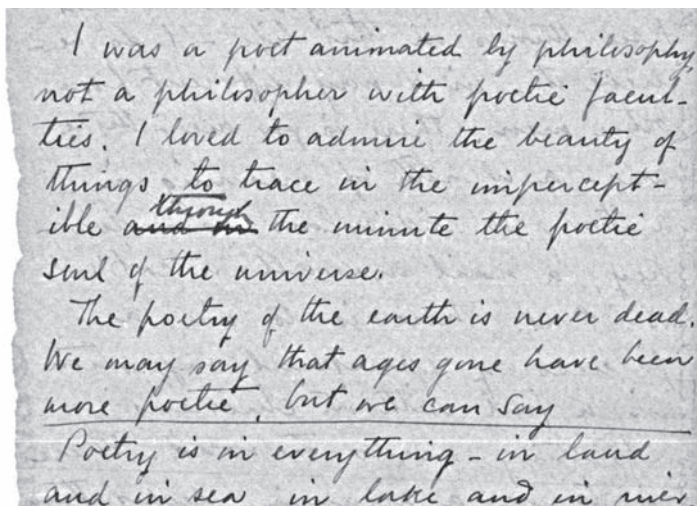 I was a poet animated by philosophy
not a philosopher with poetic facul-
ties. I loved to admire the beauty of
things to trace in the impercept-
through
ible and in the minute the poetic
soul of the universe.
The poetry of the earth is never dead.
We may say that ages gone have been
more poetic, but we can say
Poetry is in everything - in land
and in sea in lake and in river